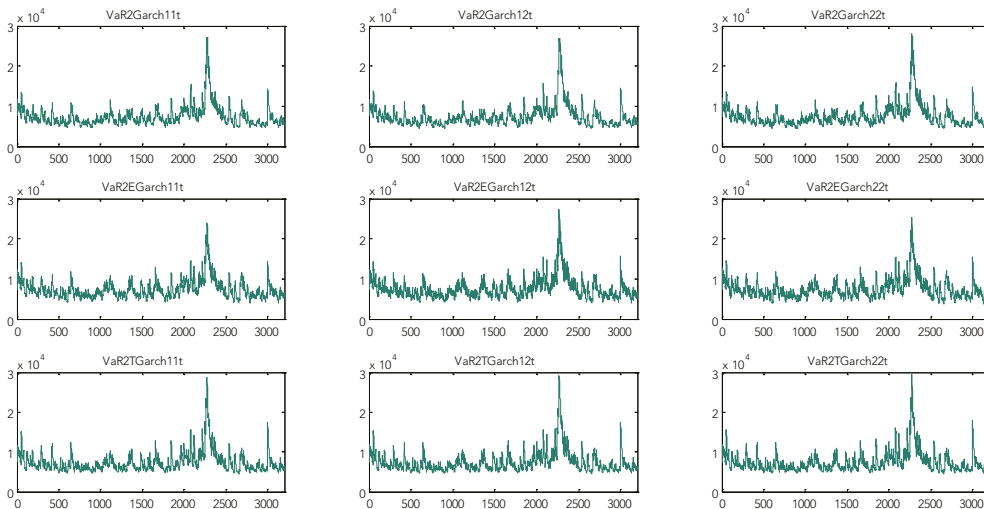 VaR2Garch11t VaR2Garch12t VaR2Garch22t
x 10^4 x 10^4 x 10^4
3 3 3
2 2 2
1 1 1
0 0 0
0 500 1000 1500 2000 2500 3000 0 500 1000 1500 2000 2500 3000 0 500 1000 1500 2000 2500 3000
VaR2EGarch11t VaR2EGarch12t VaR2EGarch22t
x 10^4 x 10^4 x 10^4
3 3 3
2 2 2
1 1 1
0 0 0
0 500 1000 1500 2000 2500 3000 0 500 1000 1500 2000 2500 3000 0 500 1000 1500 2000 2500 3000
VaR2TGarch11t VaR2TGarch12t VaR2TGarch22t
x 10^4 x 10^4 x 10^4
3 3 3
2 2 2
1 1 1
0 0 0
0 500 1000 1500 2000 2500 3000 0 500 1000 1500 2000 2500 3000 0 500 1000 1500 2000 2500 3000